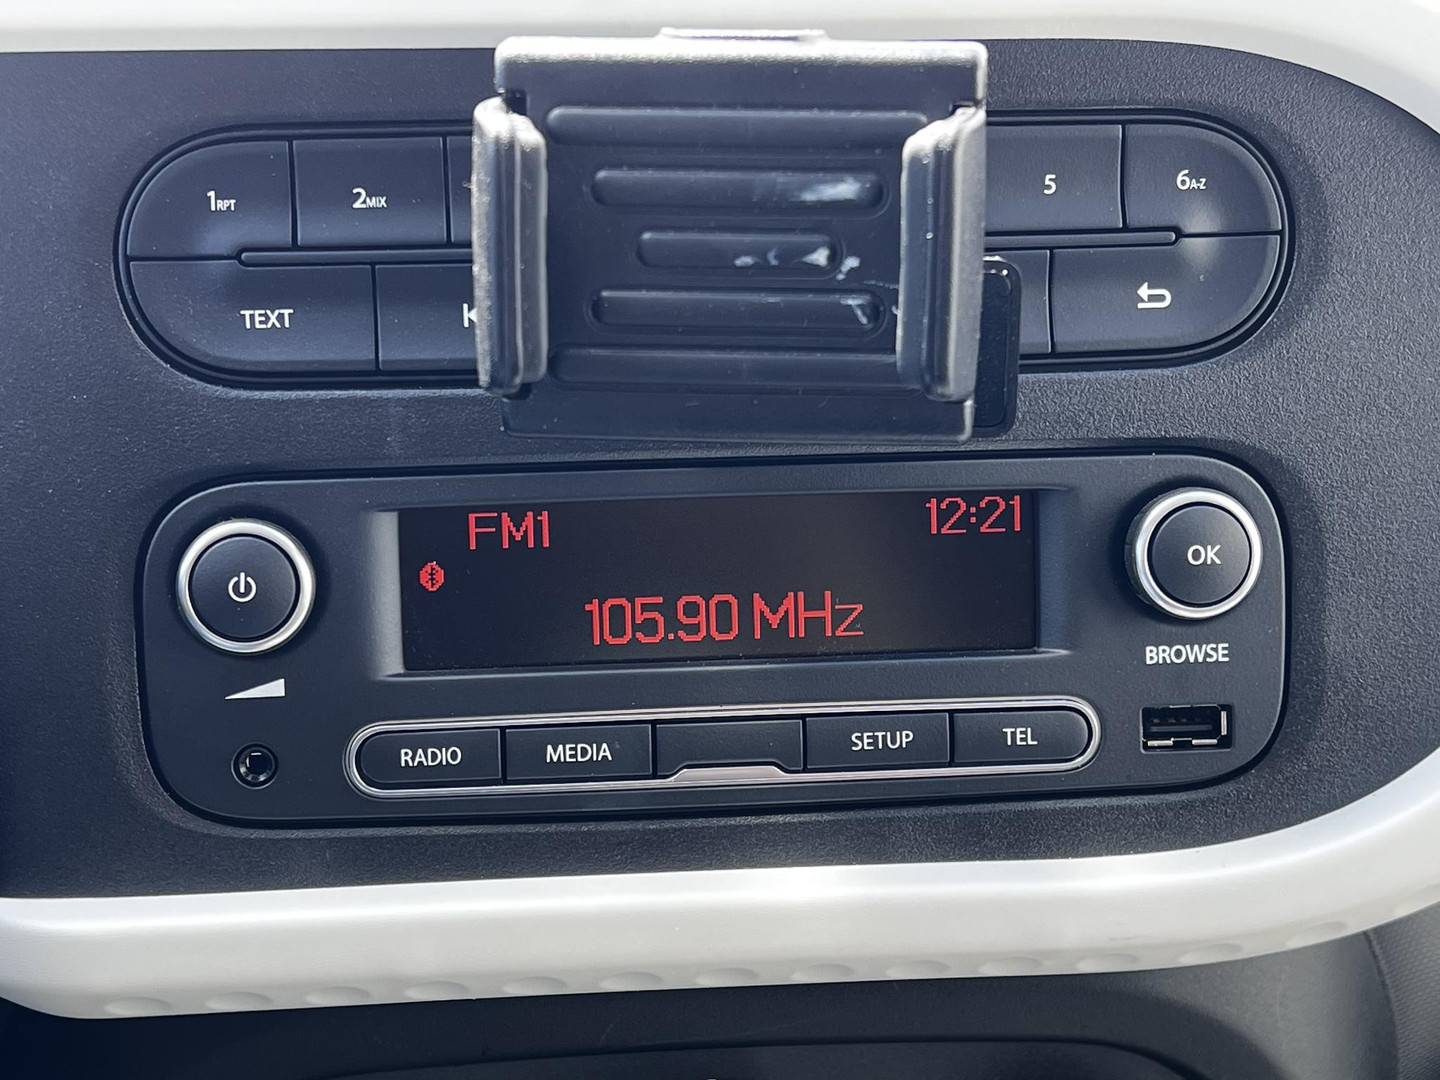 1RPT 2MIX 5 6A-Z
TEXT
FM1 12:21
105.90 MHz
OK
BROWSE
RADIO MEDIA SETUP TEL